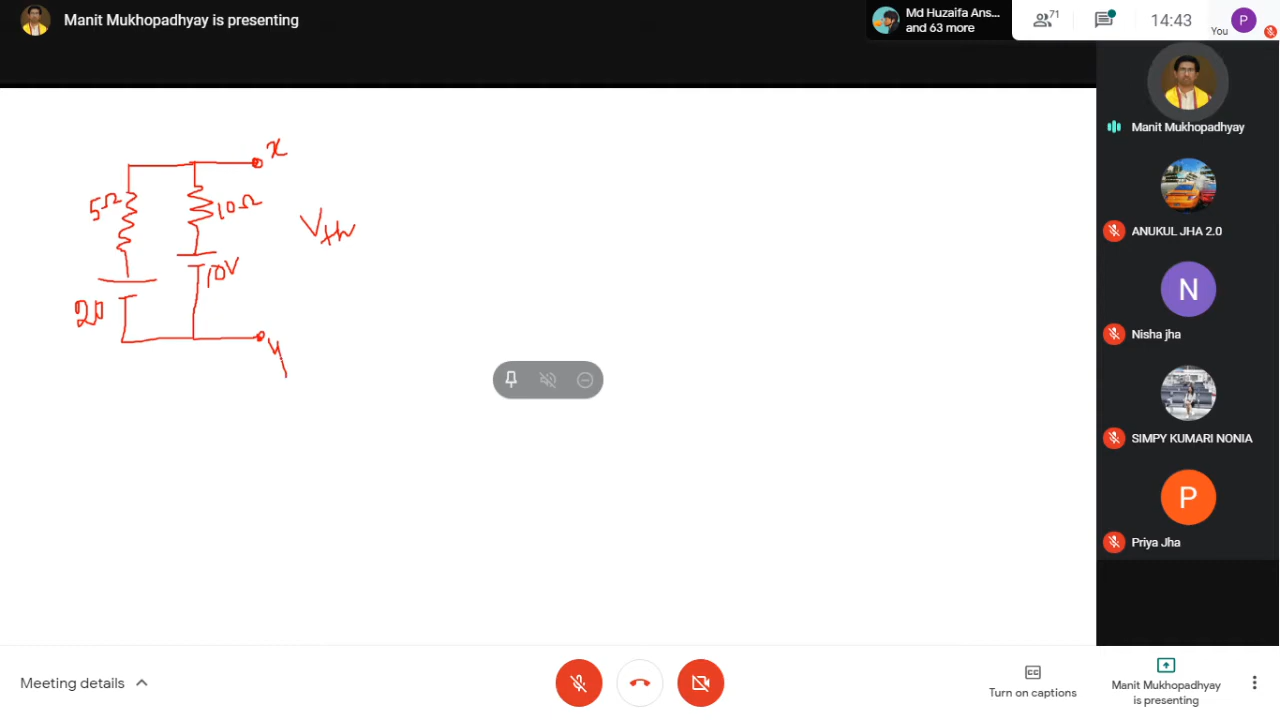 Manit Mukhopadhyay is presenting
Md Huzaifa Ans...
and 63 more
71
14:43
You
P
Manit Mukhopadhyay
ANUKUL JHA 2.0
N
Nisha jha
SIMPY KUMARI NONIA
P
Priya Jha
x
5Ω
10Ω
Vth
10V
20
y
Meeting details
CC
Turn on captions
Manit Mukhopadhyay
is presenting